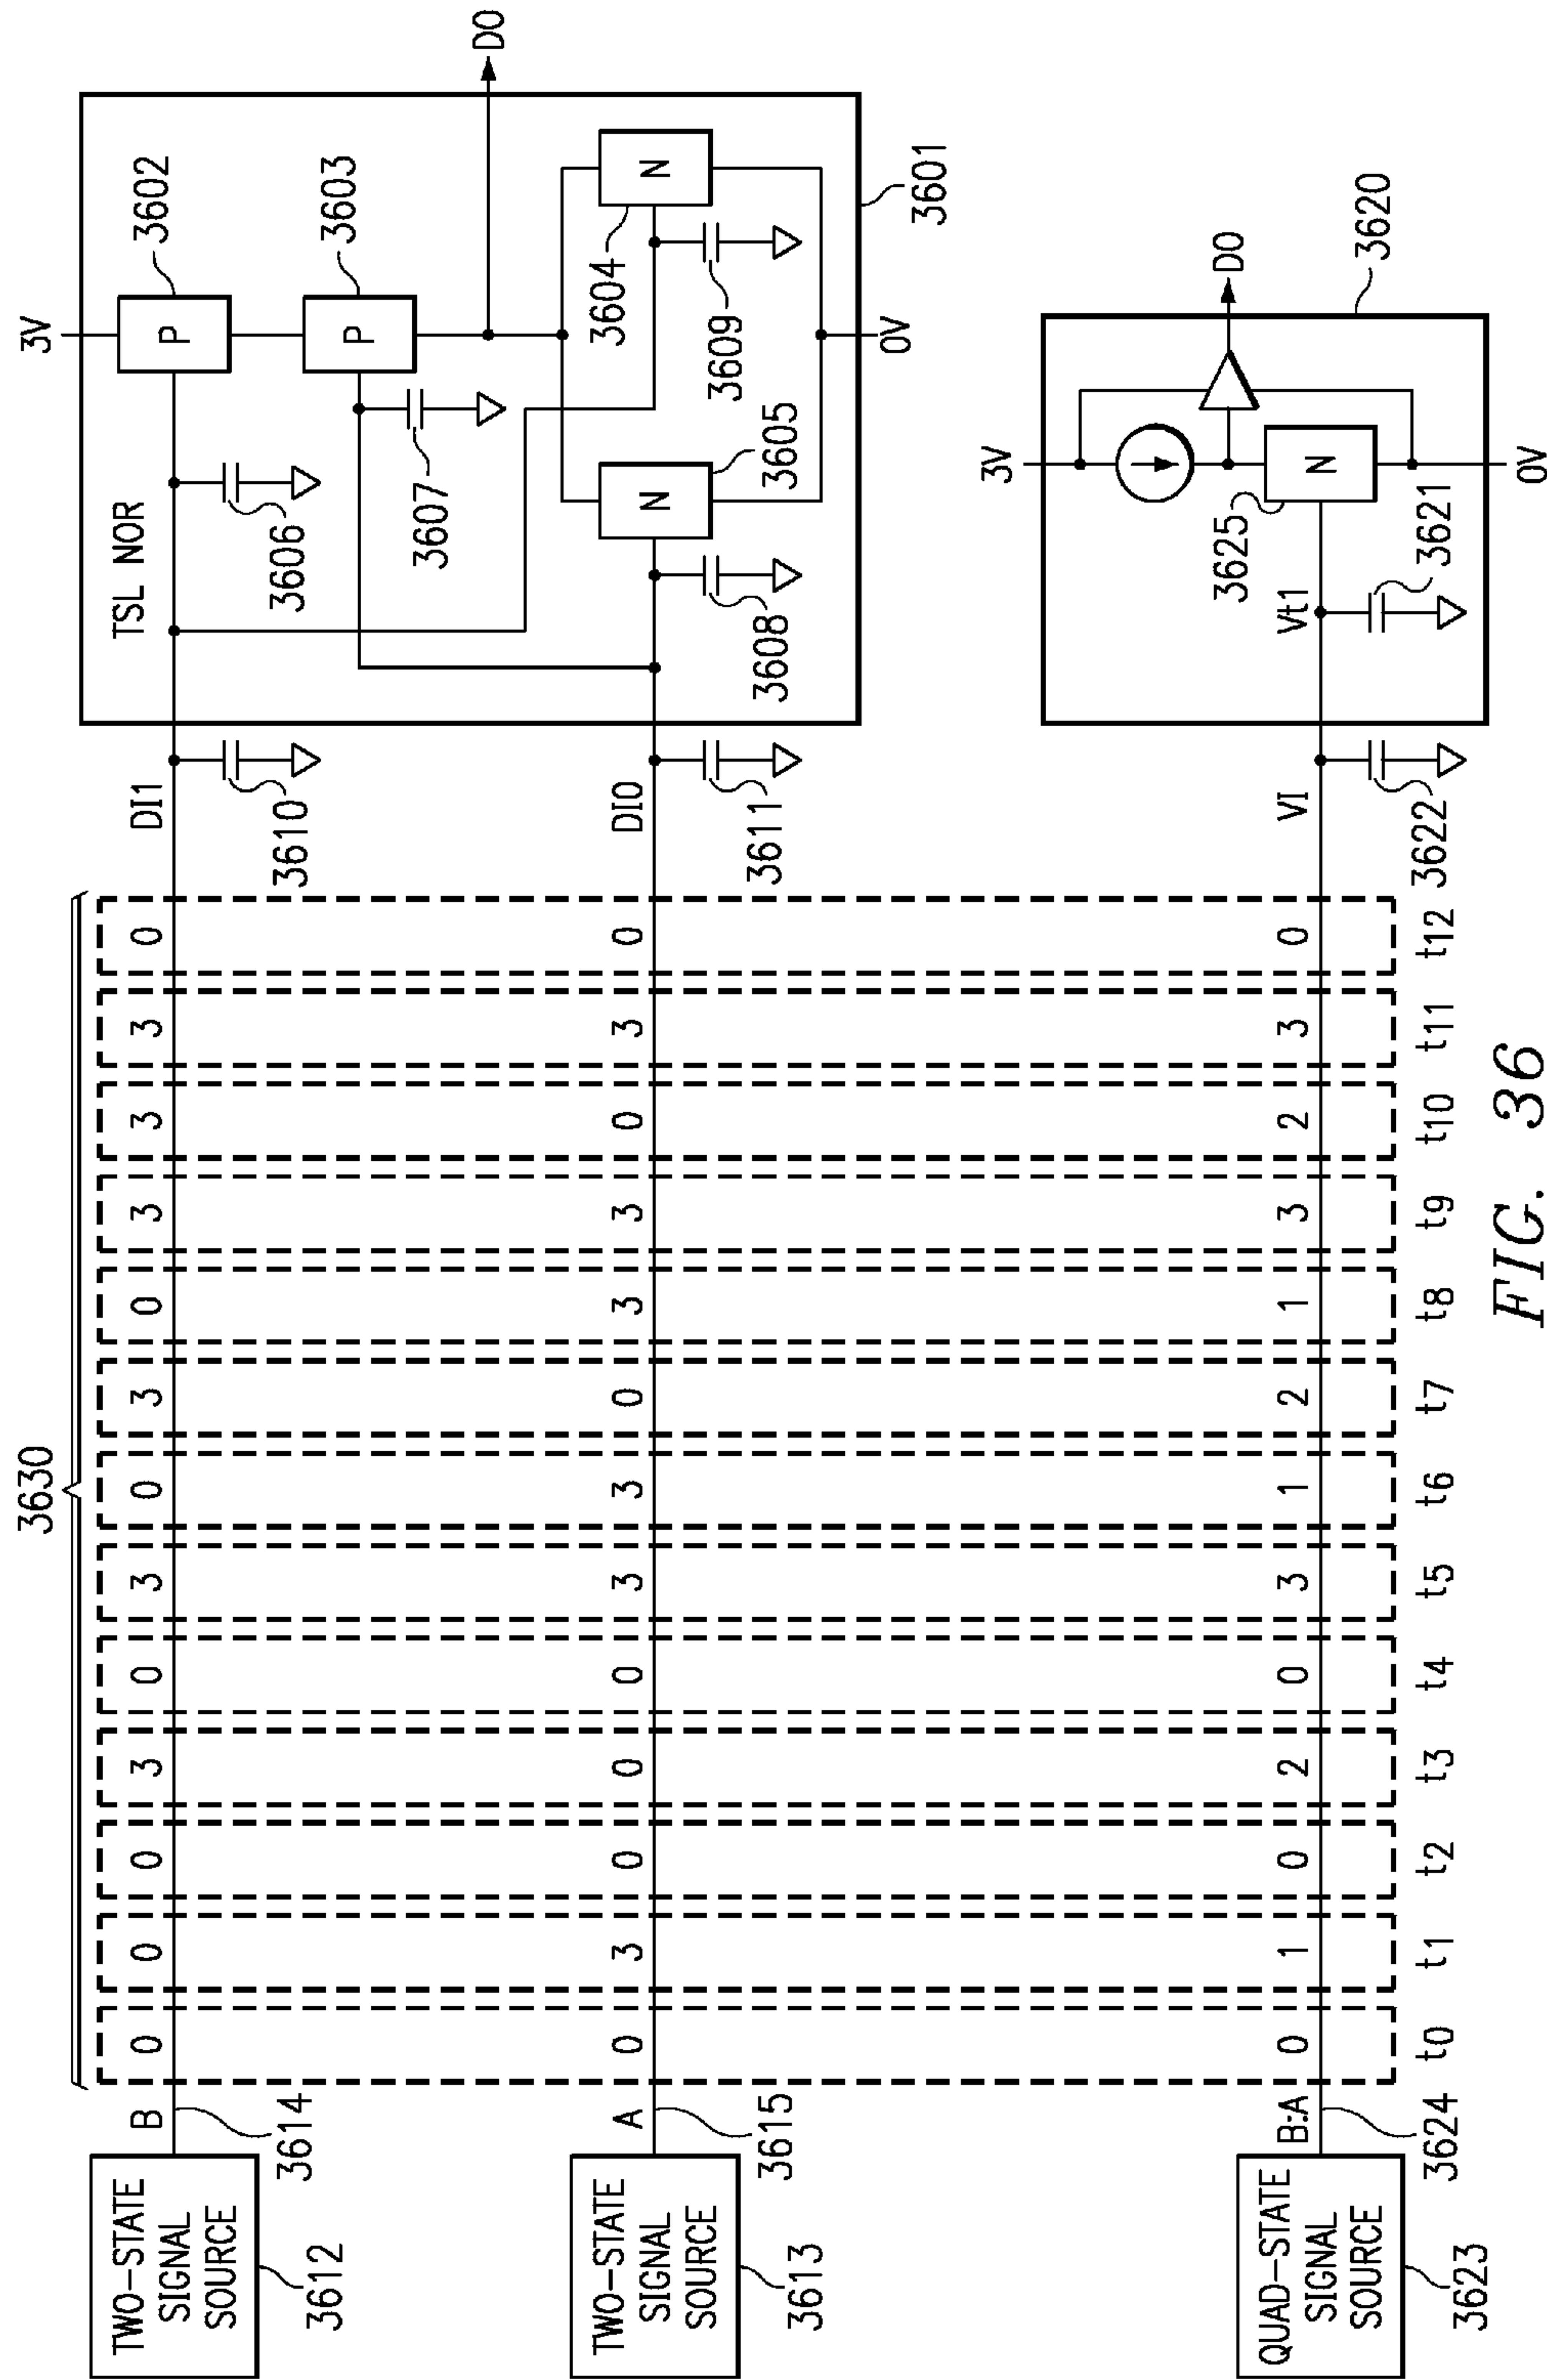 3630
TWO-STATE
SIGNAL
SOURCE
3612
B
3614
0 0 0 3 0 3 0 3 0 3 3 3 0
DI1
3610
TSL NOR
3606
3V
P
3602
P
3603
3607
DO
TWO-STATE
SIGNAL
SOURCE
3613
A
3615
0 3 0 0 0 3 3 0 3 3 0 3 0
DI0
3611
3608
N
3605
3604
N
3609
0V
3601
QUAD-STATE
SIGNAL
SOURCE
3623
B:A
3624
0 1 0 2 0 3 1 2 1 3 2 3 0
VI
3622
Vt1
3621
3V
3625
N
DO
0V
3620
t0 t1 t2 t3 t4 t5 t6 t7 t8 t9 t10 t11 t12
FIG. 36